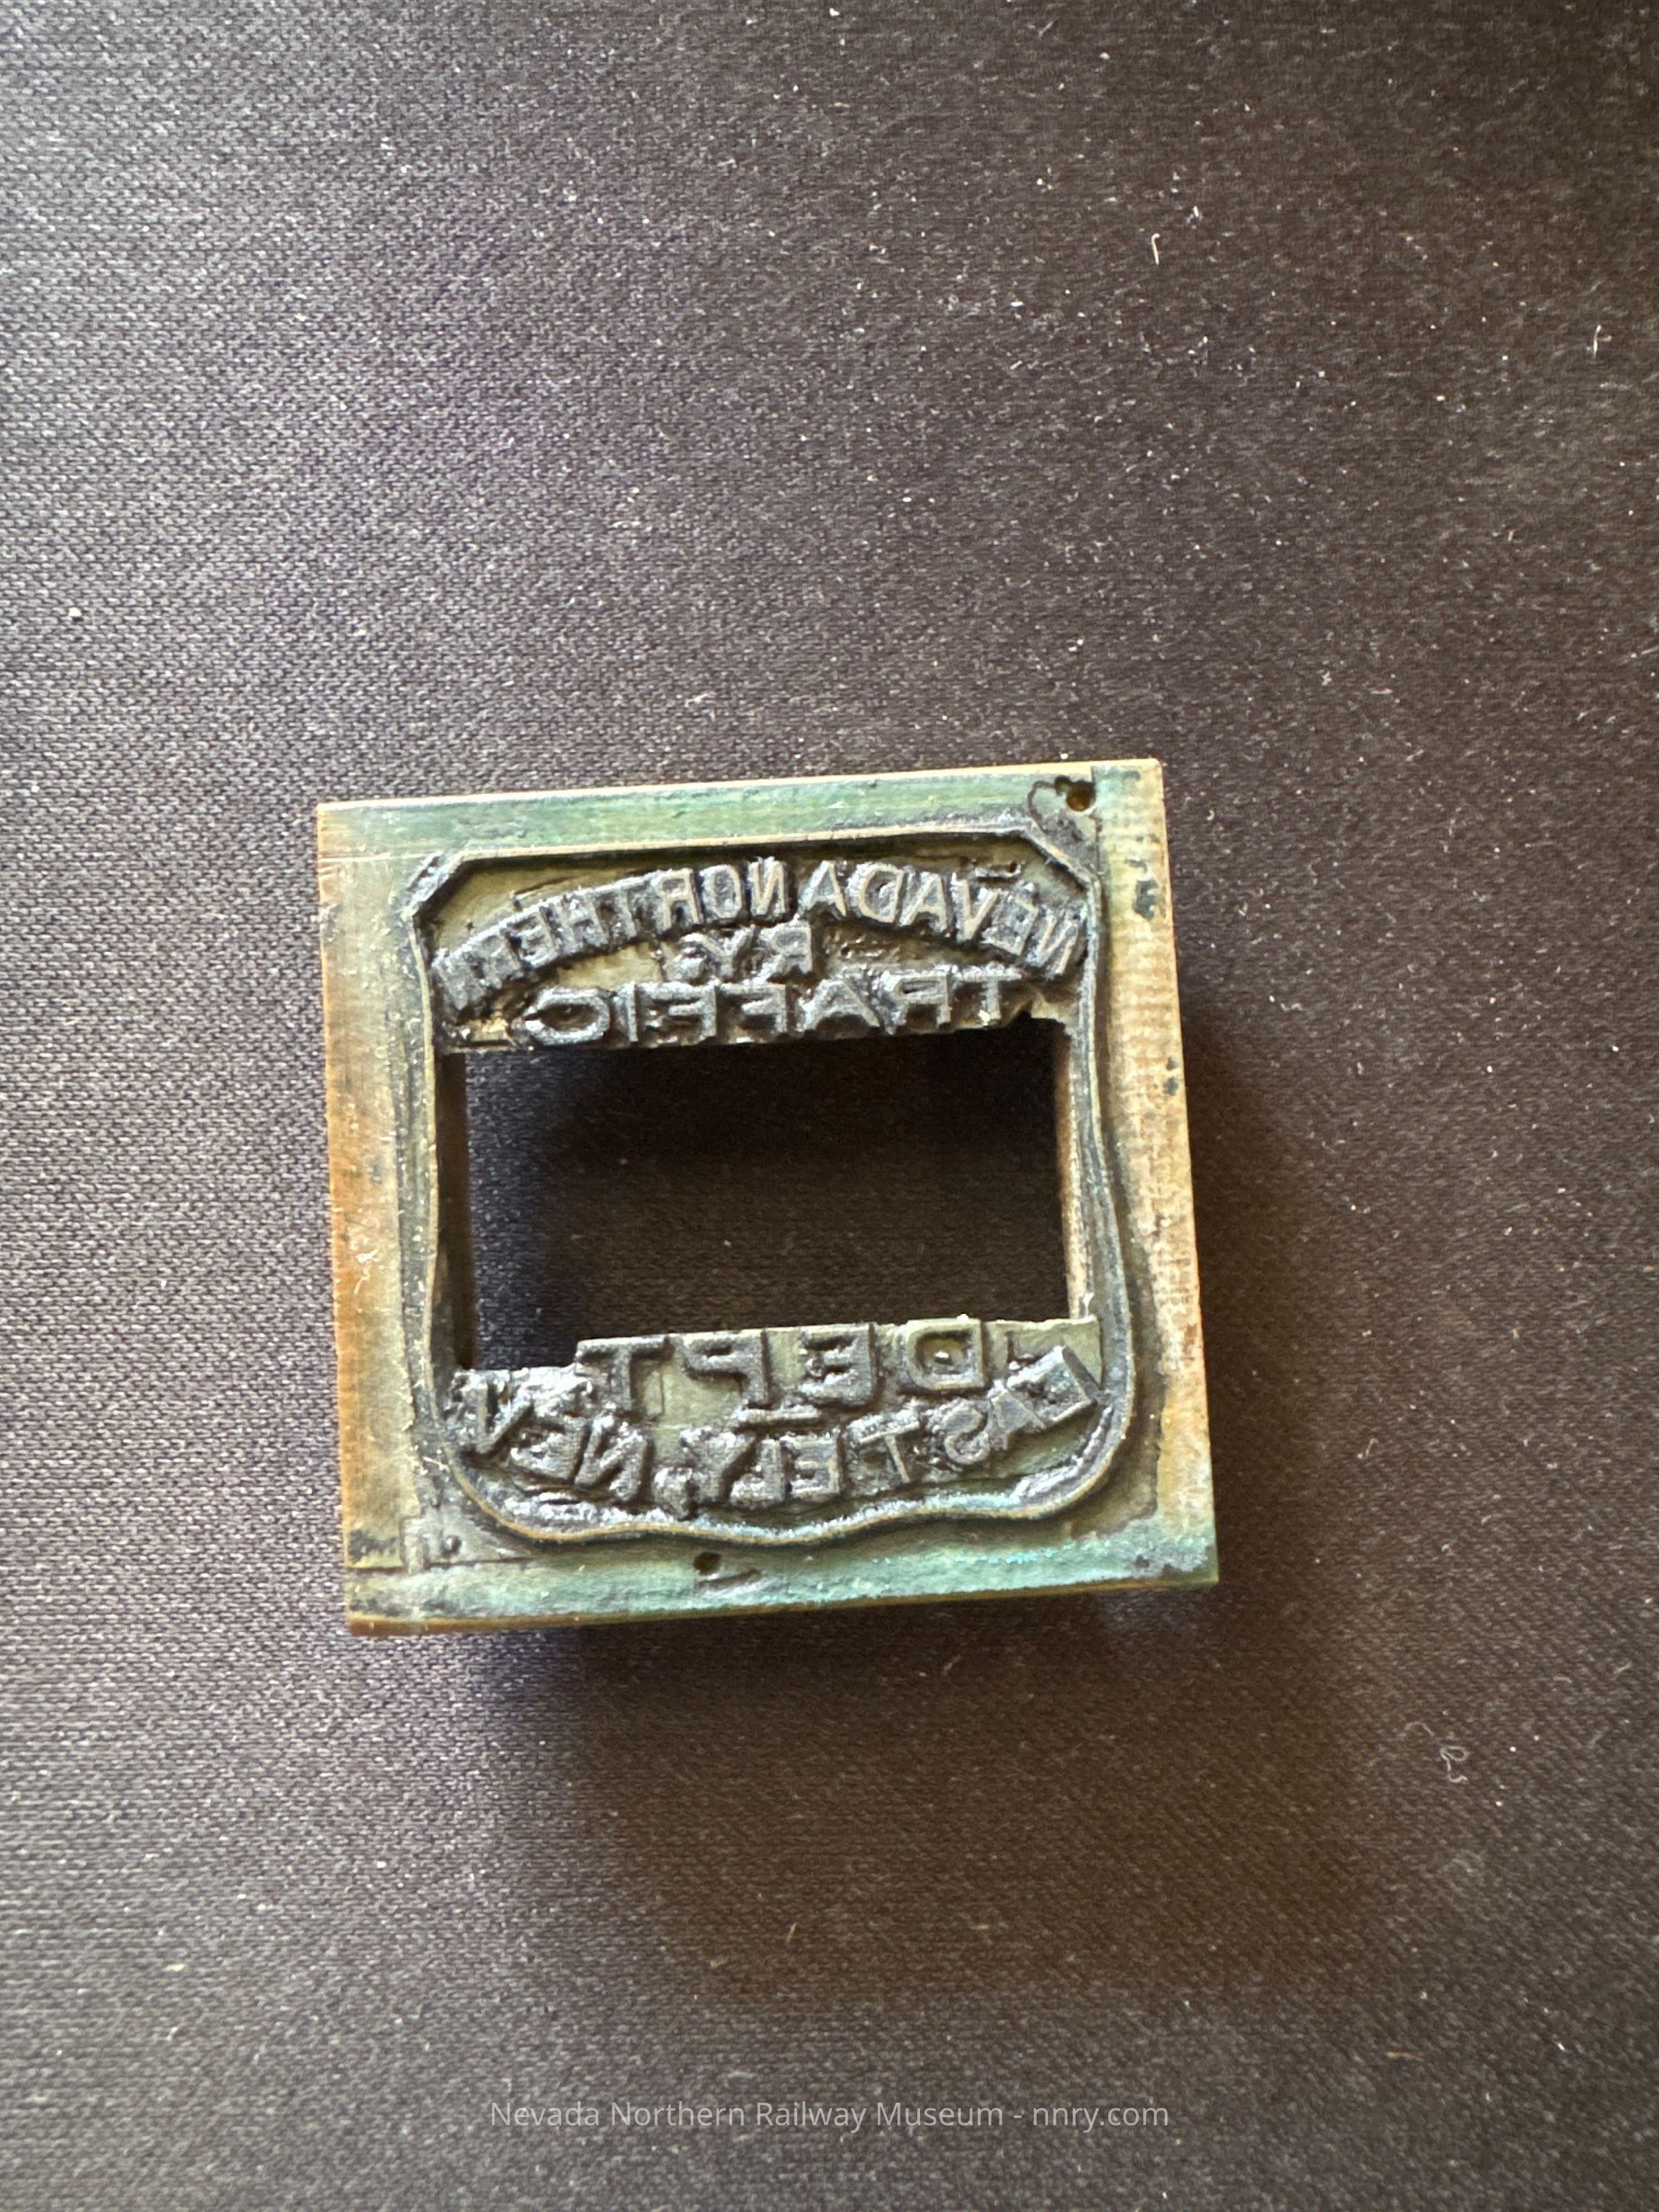 NEVADA NORTHERN
RY.
TRAFFIC
DEPT
EAST ELY, NEV
Nevada Northern Railway Museum - nnry.com